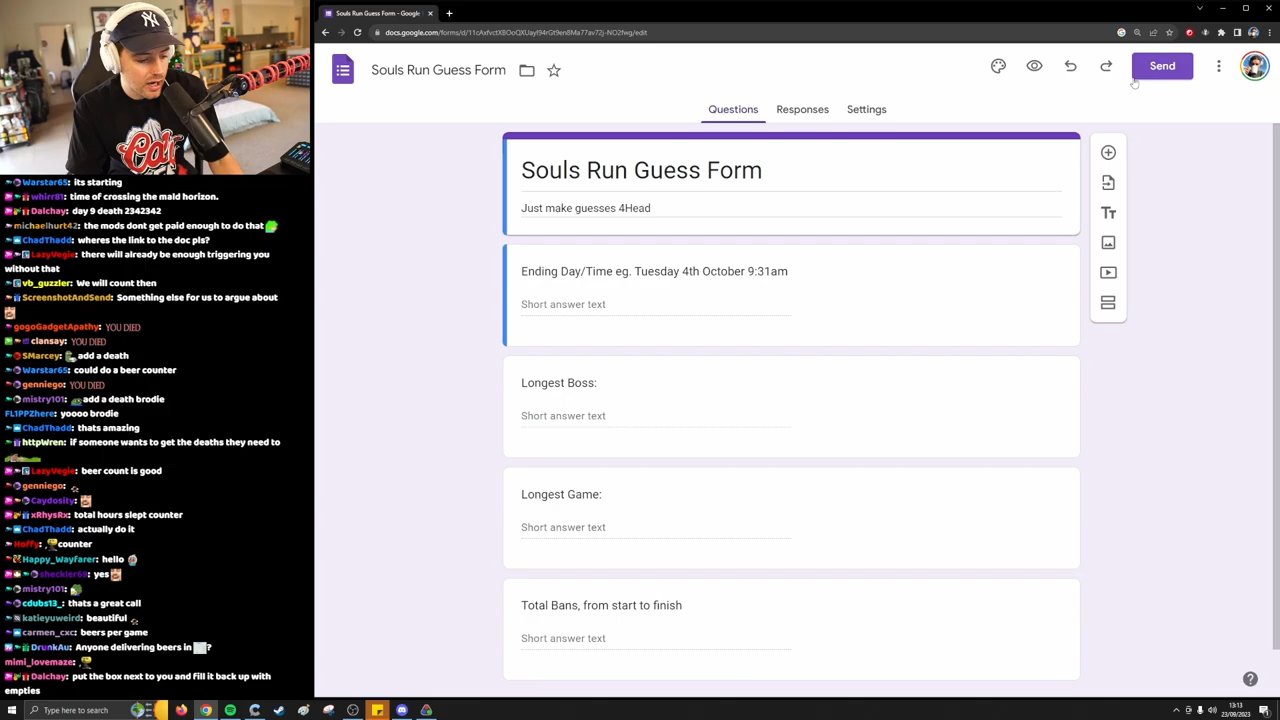 Souls Run Guess Form - Google
docs.google.com/forms/d/11cAxfvctXBOoQXUayf94rGt9en8Ma77av72j-NO2fwg/edit
Souls Run Guess Form
Send
Questions
Responses
Settings
Souls Run Guess Form
Just make guesses 4Head
Ending Day/Time eg. Tuesday 4th October 9:31am
Short answer text
Longest Boss:
Short answer text
Longest Game:
Short answer text
Total Bans, from start to finish
Short answer text
Warstar65: its starting
whirr81: time of crossing the mald horizon.
Dalchay: day 9 death 2342342
michaelhurt42: the mods dont get paid enough to do that
ChadThadd: wheres the link to the doc pls?
LazyVegie: there will already be enough triggering you
without that
vb_guzzler: We will count then
ScreenshotAndSend: Something else for us to argue about
gogoGadgetApathy: YOU DIED
clansay: YOU DIED
SMarcey: add a death
Warstar65: could do a beer counter
genniego: YOU DIED
mistry101: add a death brodie
FL1PPZhere: yoooo brodie
ChadThadd: thats amazing
httpWren: if someone wants to get the deaths they need to
LazyVegie: beer count is good
genniego:
Caydosity:
xRhysRx: total hours slept counter
ChadThadd: actually do it
Hoffy: counter
Happy_Wayfarer: hello
sheckler69: yes
mistry101:
cdubs13_: thats a great call
katieyuweird: beautiful
carmen_cxc: beers per game
DrunkAu: Anyone delivering beers in ?
mimi_lovemaze:
Dalchay: put the box next to you and fill it back up with
empties
Type here to search
13:13
23/09/2023